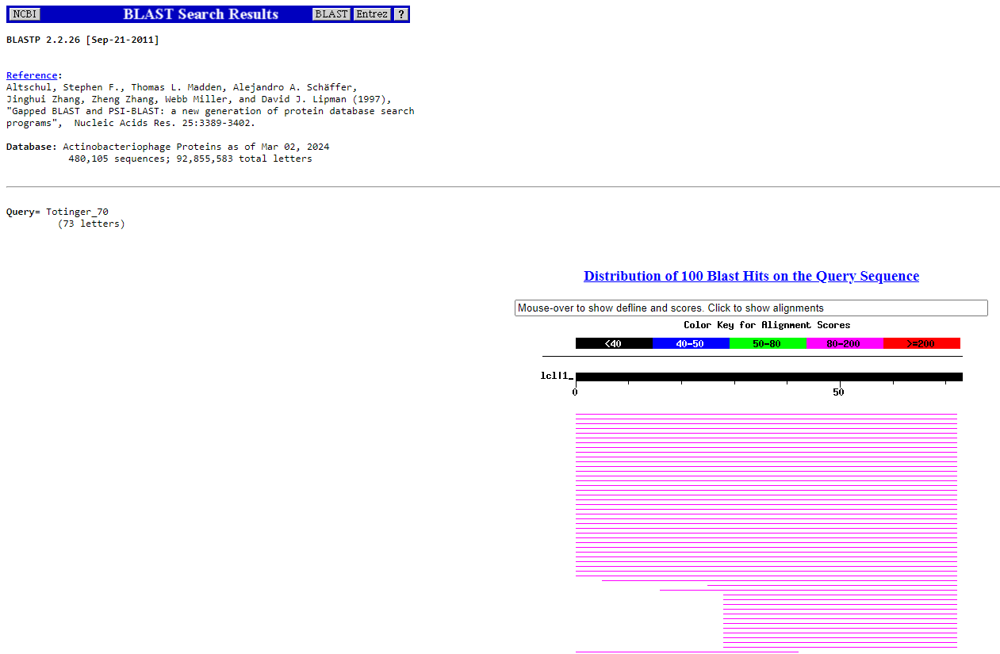 NCBI BLAST Search Results BLAST Entrez ?
BLASTP 2.2.26 [Sep-21-2011]
Reference:
Altschul, Stephen F., Thomas L. Madden, Alejandro A. Schäffer,
Jinghui Zhang, Zheng Zhang, Webb Miller, and David J. Lipman (1997),
"Gapped BLAST and PSI-BLAST: a new generation of protein database search
programs",  Nucleic Acids Res. 25:3389-3402.
Database: Actinobacteriophage Proteins as of Mar 02, 2024
480,105 sequences; 92,855,583 total letters
Query= Totinger_70
(73 letters)
Distribution of 100 Blast Hits on the Query Sequence
Mouse-over to show defline and scores. Click to show alignments
Color Key for Alignment Scores
<40 40-50 50-80 80-200 >=200
lcl|1_
0 50